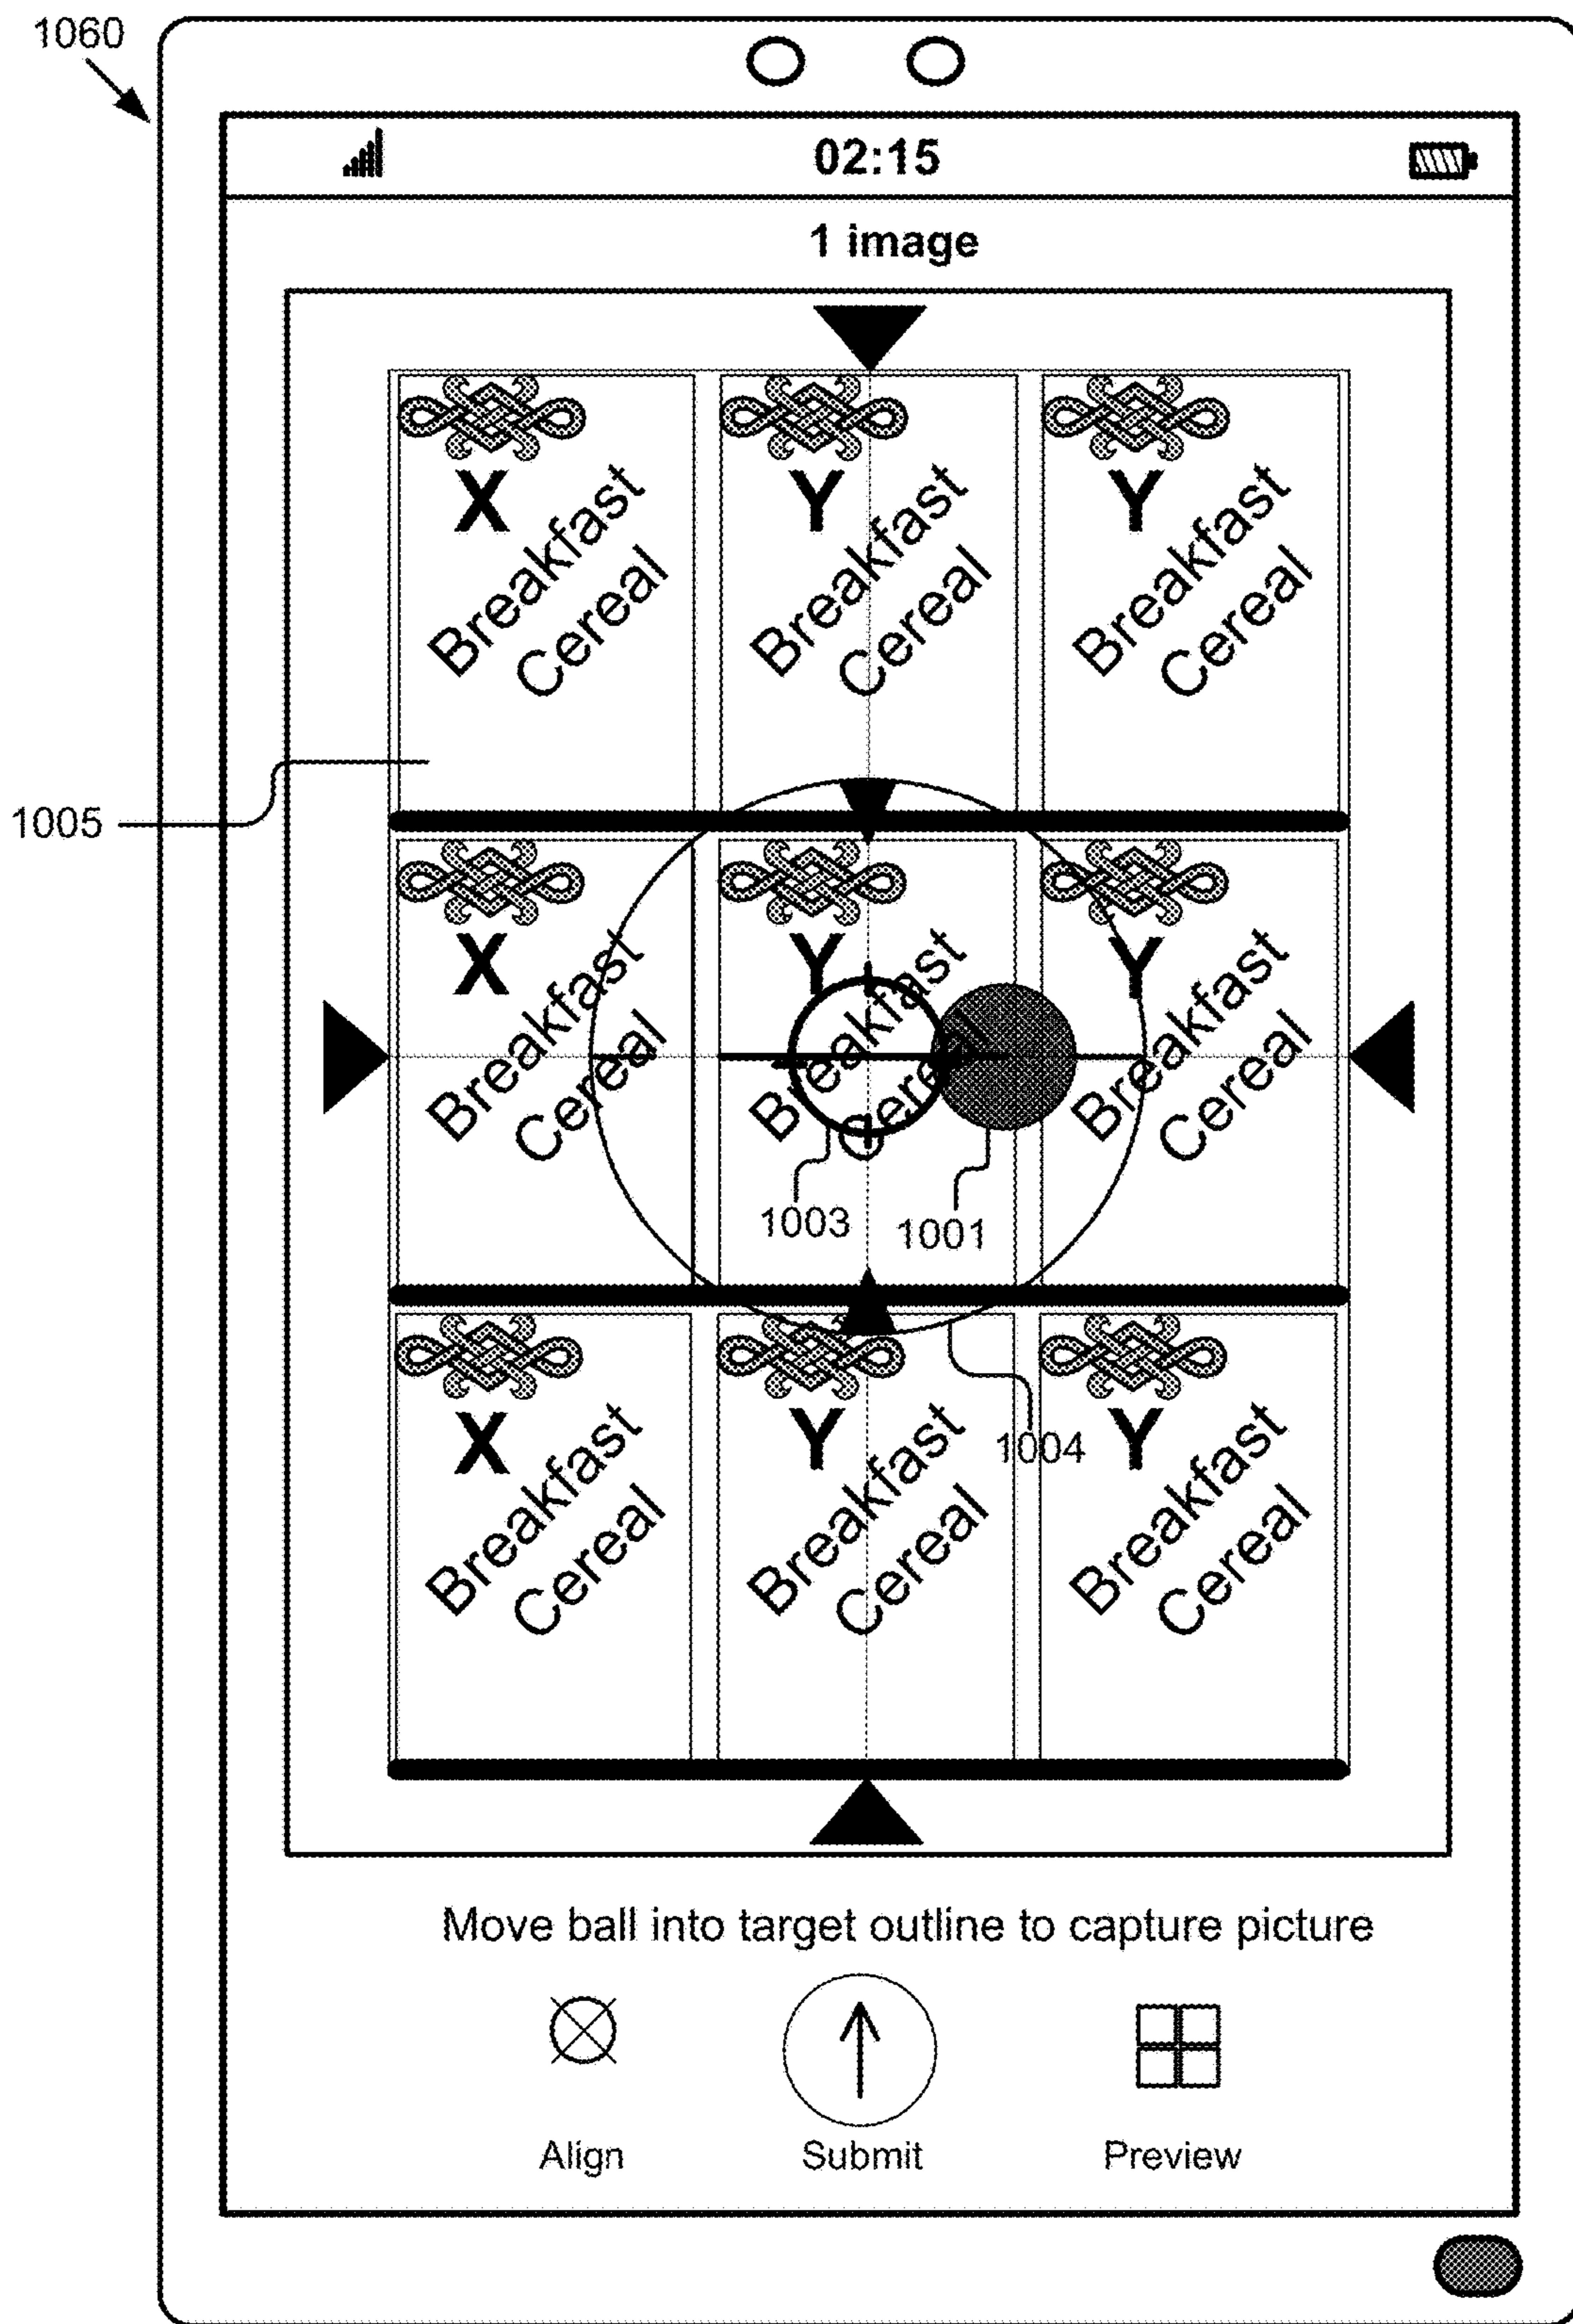 1060
02:15
1 image
X
Breakfast
Cereal
Y
Breakfast
Cereal
Y
Breakfast
Cereal
1005
X
Breakfast
Cereal
Y
Breakfast
Cereal
Y
Breakfast
Cereal
1003
1001
X
Breakfast
Cereal
Y
Breakfast
Cereal
1004
Y
Breakfast
Cereal
Move ball into target outline to capture picture
Align
Submit
Preview